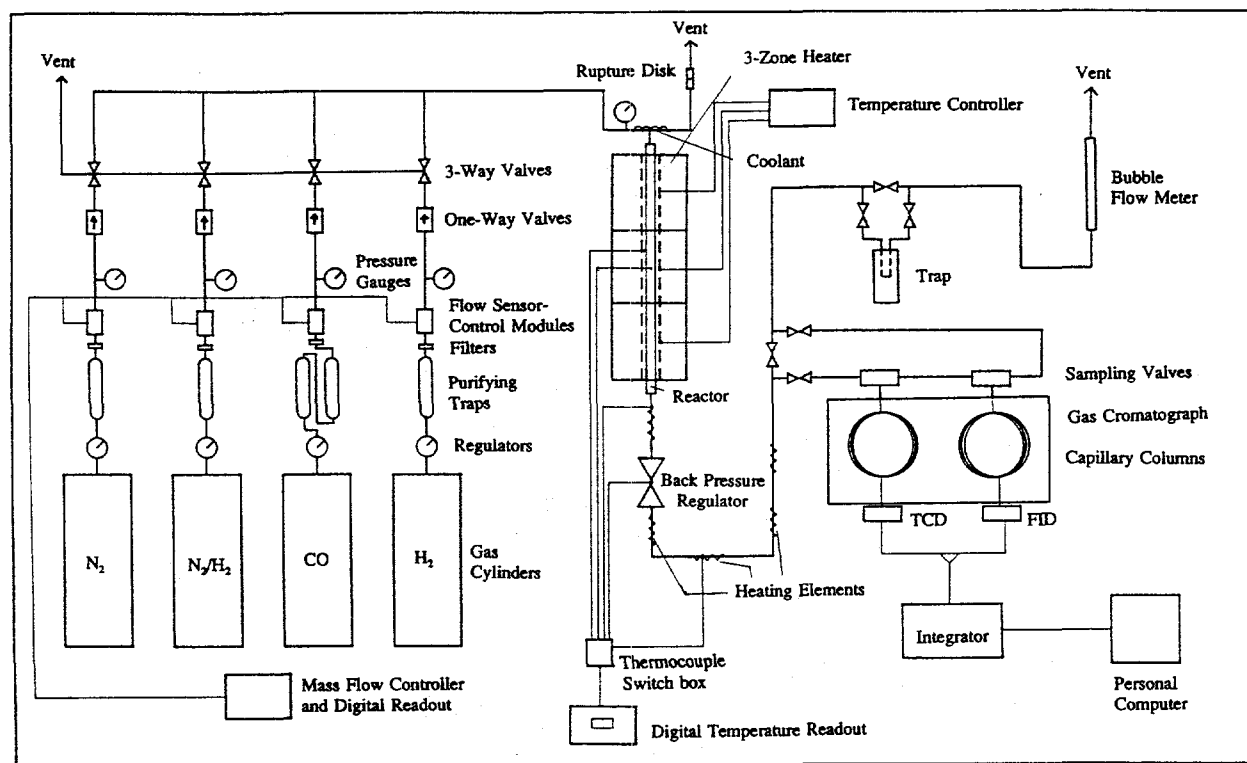 Vent
Vent
Rupture Disk
3-Zone Heater
Vent
Temperature Controller
Coolant
3-Way Valves
Bubble
Flow Meter
One-Way Valves
Pressure
Gauges
Trap
Flow Sensor-
Control Modules
Filters
Purifying
Traps
Reactor
Sampling Valves
Gas Cromatograph
Regulators
Capillary Columns
Back Pressure
Regulator
TCD
FID
N2
N2/H2
CO
H2
Gas
Cylinders
Heating Elements
Integrator
Thermocouple
Switch box
Mass Flow Controller
and Digital Readout
Personal
Computer
Digital Temperature Readout